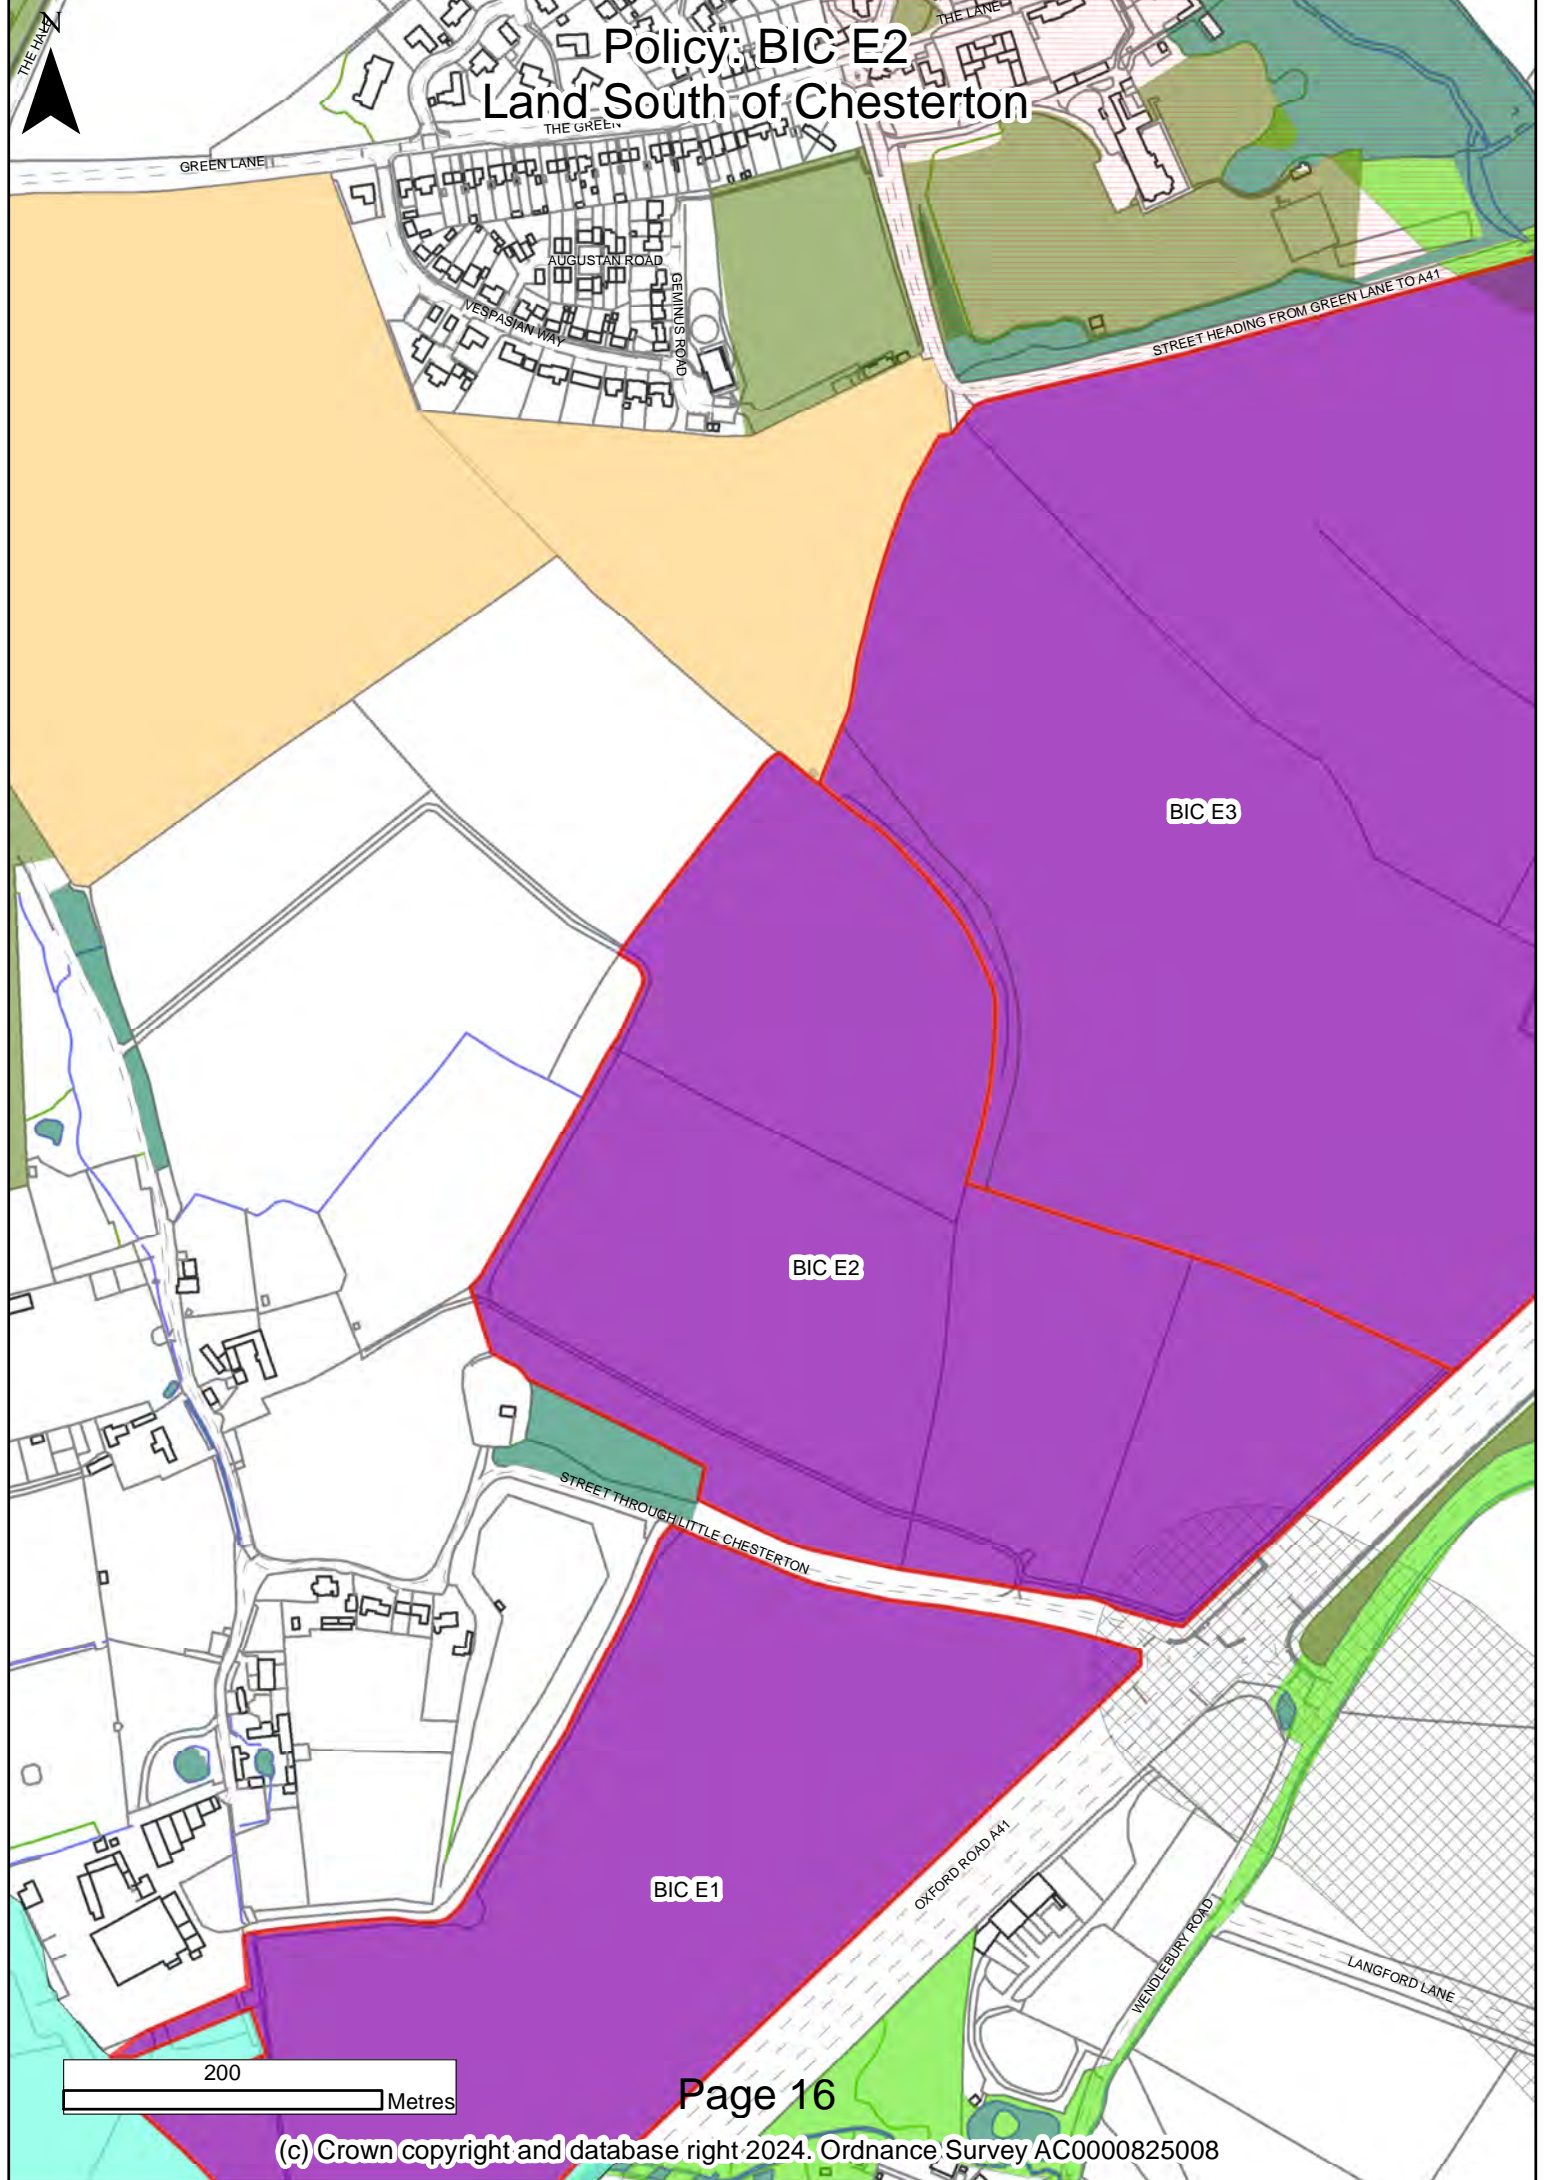 N
THE HALE
THE LANE
Policy: BIC E2
Land South of Chesterton
THE GREEN
GREEN LANE
AUGUSTAN ROAD
GEMINUS ROAD
VESPASIAN WAY
STREET HEADING FROM GREEN LANE TO A41
BIC E3
BIC E2
STREET THROUGH LITTLE CHESTERTON
BIC E1
OXFORD ROAD A41
WENDLEBURY ROAD
LANGFORD LANE
200
Metres
Page 16
(c) Crown copyright and database right 2024. Ordnance Survey AC0000825008